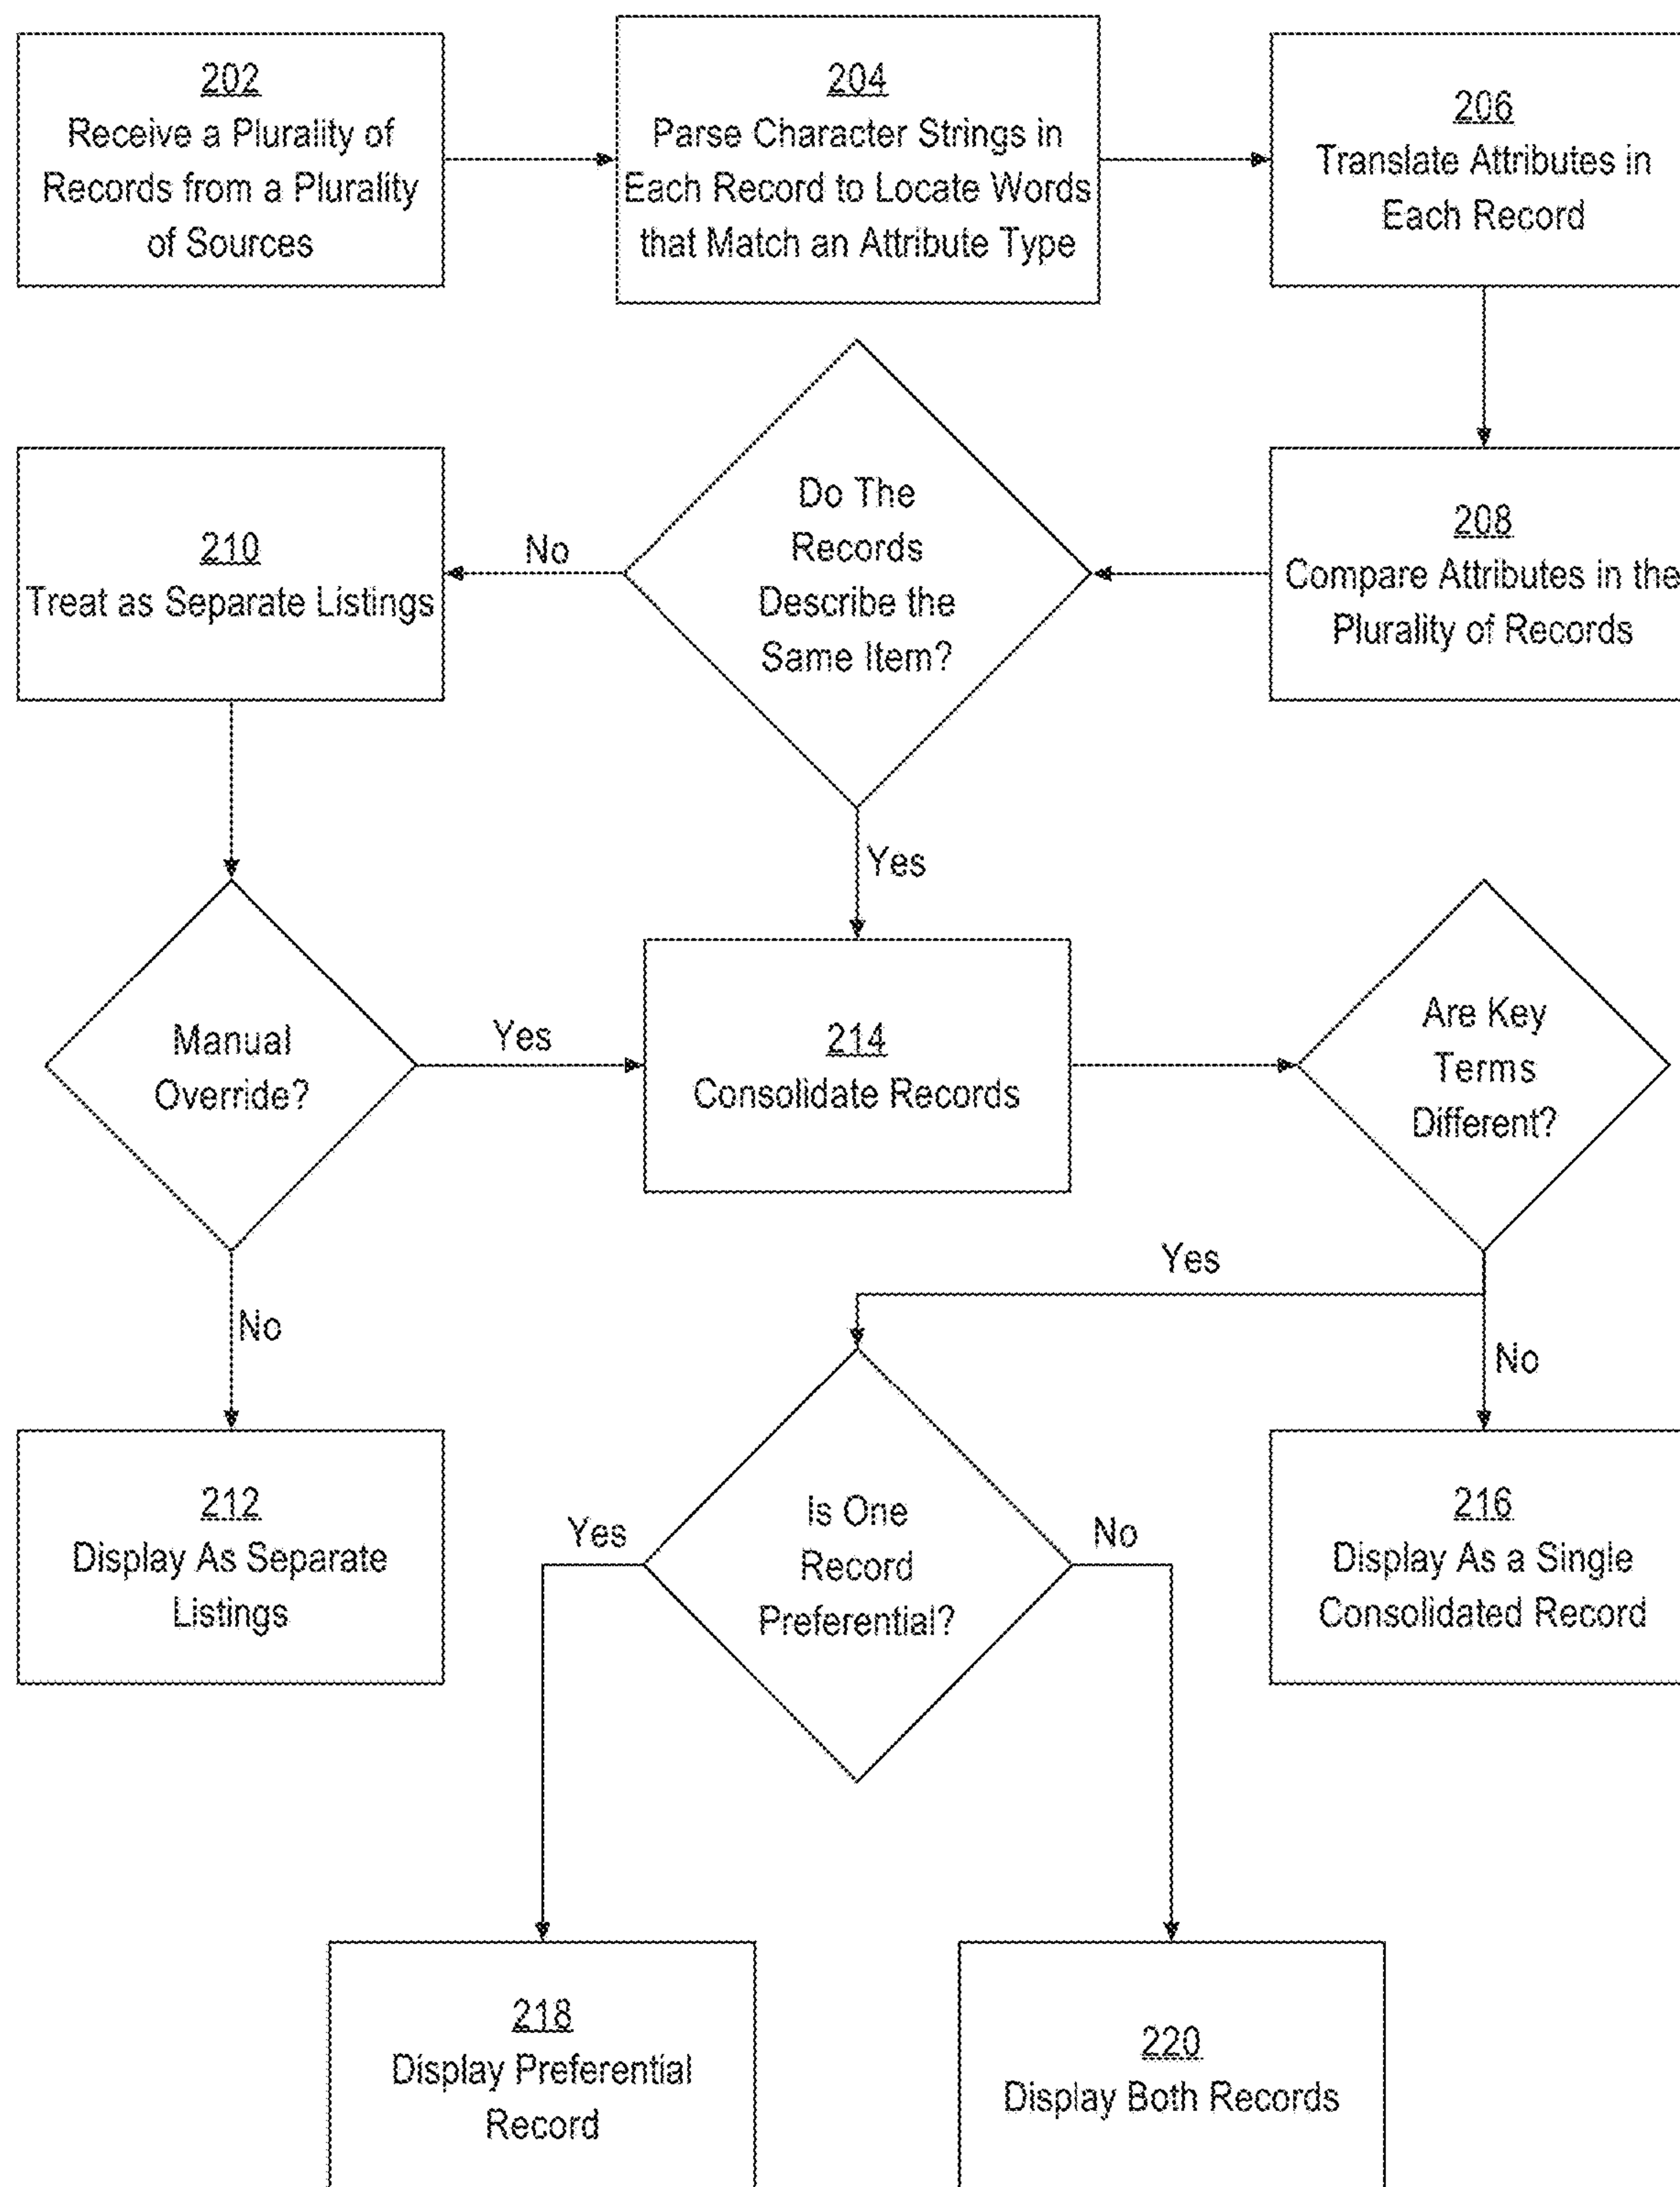 202
Receive a Plurality of
Records from a Plurality
of Sources
204
Parse Character Strings in
Each Record to Locate Words
that Match an Attribute Type
206
Translate Attributes in
Each Record
210
Treat as Separate Listings
No
Do The
Records
Describe the
Same Item?
208
Compare Attributes in the
Plurality of Records
Yes
Manual
Override?
Yes
214
Consolidate Records
Are Key
Terms
Different?
Yes
No
No
212
Display As Separate
Listings
Yes
Is One
Record
Preferential?
No
216
Display As a Single
Consolidated Record
218
Display Preferential
Record
220
Display Both Records